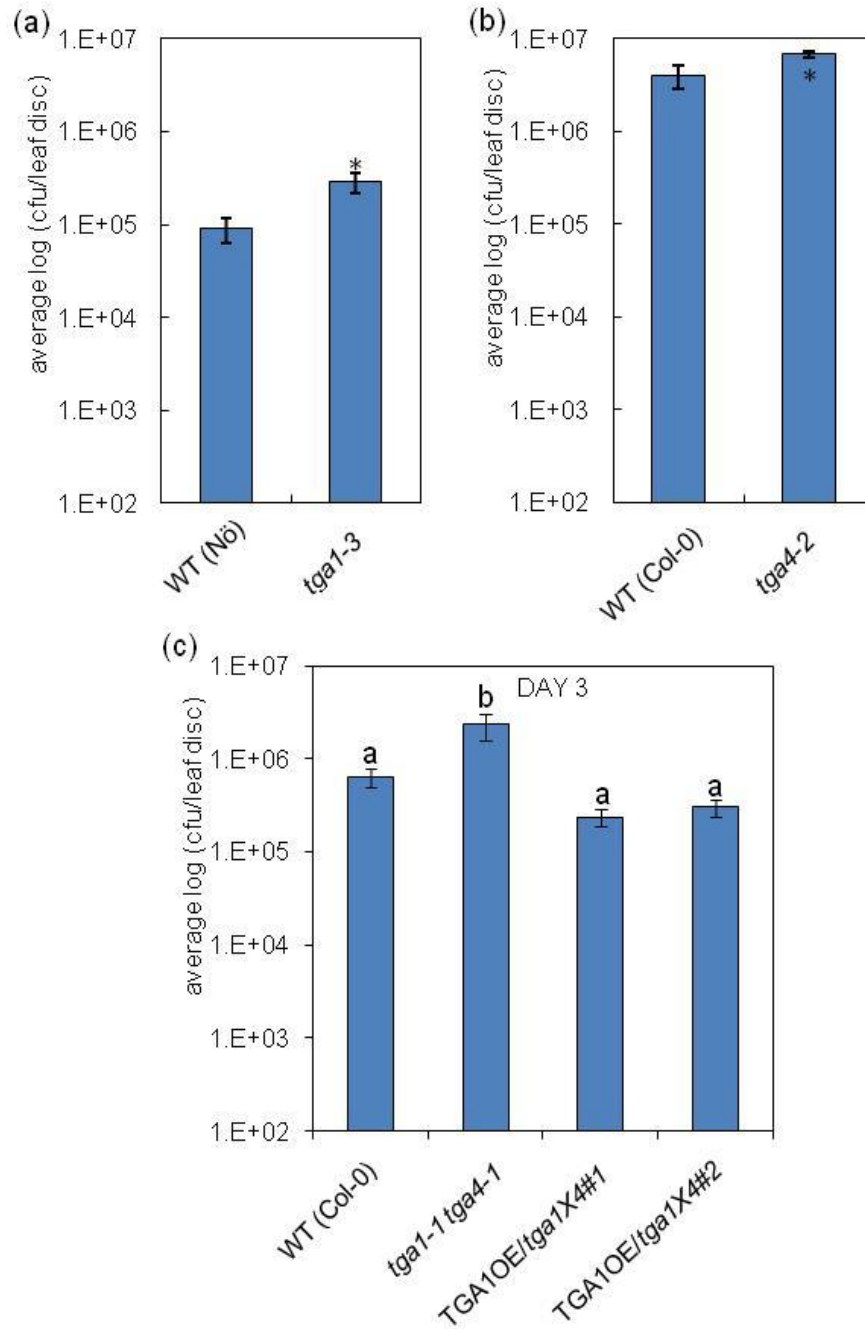 (a)
average log (cfu/leaf disc)
1.E+07
1.E+06
1.E+05
1.E+04
1.E+03
1.E+02
*
WT (Nö)
tga1-3
(b)
average log (cfu/leaf disc)
1.E+07
1.E+06
1.E+05
1.E+04
1.E+03
1.E+02
*
WT (Col-0)
tga4-2
(c)
average log (cfu/leaf disc)
1.E+07
1.E+06
1.E+05
1.E+04
1.E+03
1.E+02
DAY 3
a
b
a
a
WT (Col-0)
tga1-1 tga4-1
TGA1OE/tga1X4#1
TGA1OE/tga1X4#2